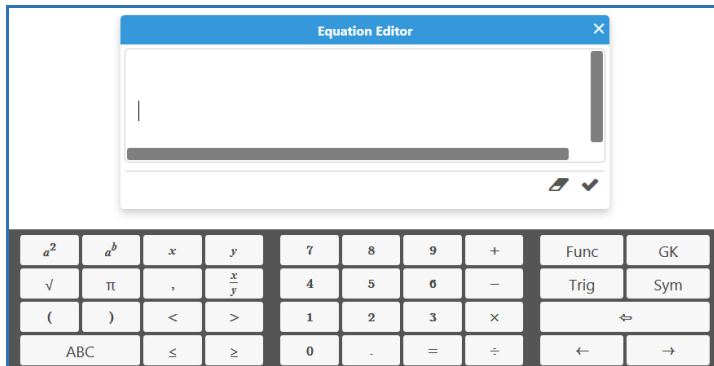 Equation Editor ×
a² aᵇ x y 7 8 9 + Func GK
√ π , x/y 4 5 6 − Trig Sym
( ) < > 1 2 3 × ⇦
ABC ≤ ≥ 0 . = ÷ ← →